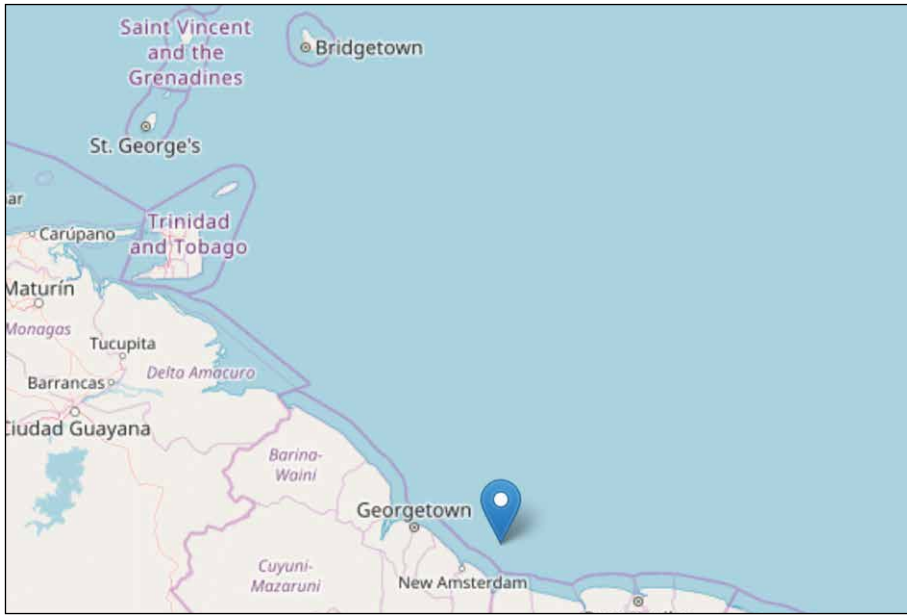 Saint Vincent
and the
Grenadines
Bridgetown
St. George's
ar
Carúpano
Trinidad
and Tobago
Maturín
Monagas
Tucupita
Delta Amacuro
Barrancas
Ciudad Guayana
Barina-
Waini
Georgetown
Cuyuni-
Mazaruni
New Amsterdam